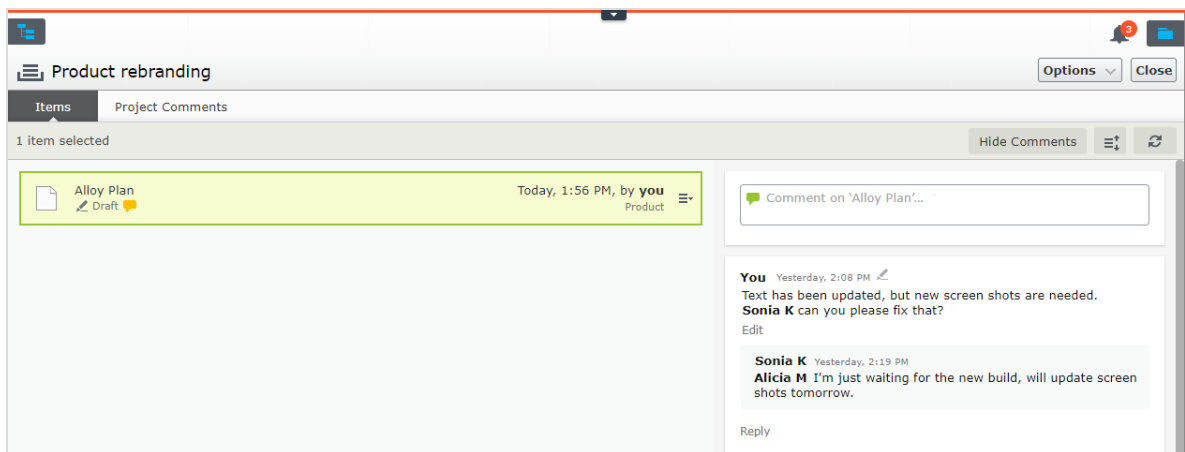 3
Product rebranding
Options Close
Items Project Comments
1 item selected
Hide Comments
Alloy Plan
Draft
Today, 1:56 PM, by you
Product
Comment on ‘Alloy Plan’...
You Yesterday, 2:08 PM
Text has been updated, but new screen shots are needed.
Sonia K can you please fix that?
Edit
Sonia K Yesterday, 2:19 PM
Alicia M I'm just waiting for the new build, will update screen
shots tomorrow.
Reply